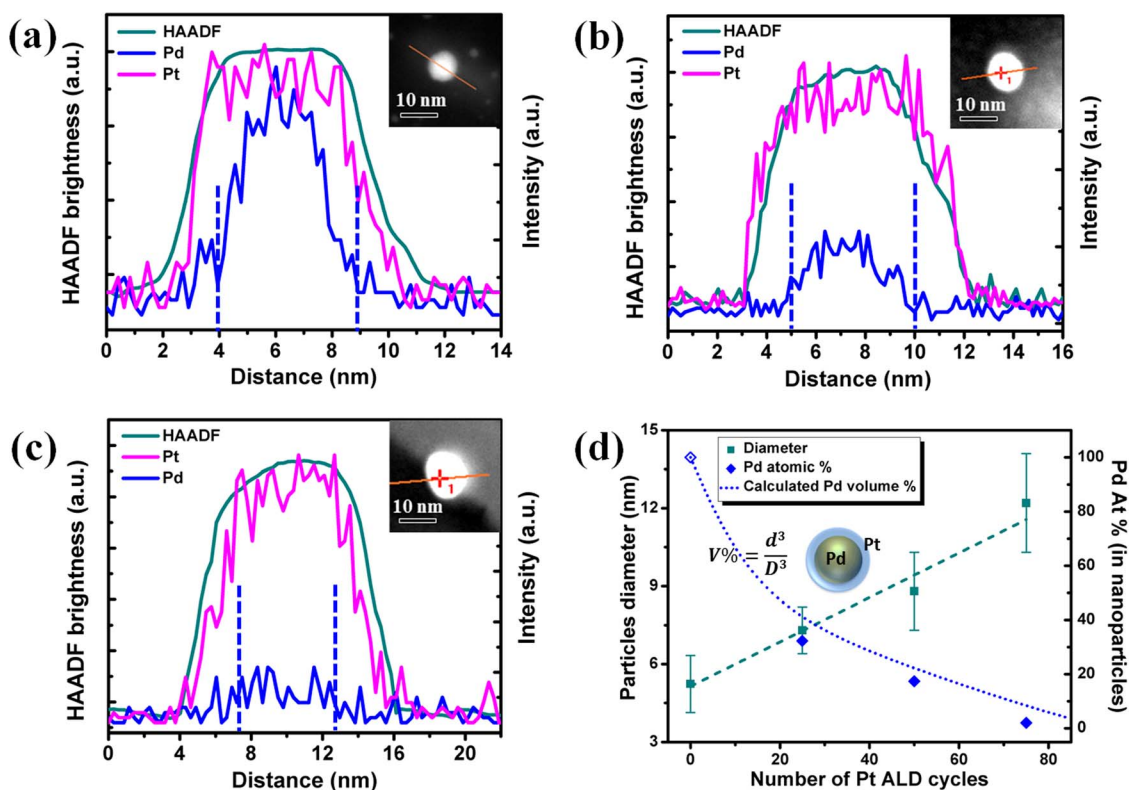 (a)
HAADF brightness (a.u.)
HAADF
Pd
Pt
10 nm
Intensity (a.u.)
0 2 4 6 8 10 12 14
Distance (nm)
(b)
HAADF brightness (a.u.)
HAADF
Pd
Pt
1
10 nm
Intensity (a.u.)
0 2 4 6 8 10 12 14 16
Distance (nm)
(c)
HAADF brightness (a.u.)
HAADF
Pt
Pd
1
10 nm
Intensity (a.u.)
0 4 8 12 16 20
Distance (nm)
(d)
Particles diameter (nm)
15
12
9
6
3
Diameter
Pd atomic %
Calculated Pd volume %
V% = d³/D³
Pd
Pt
100
80
60
40
20
0
Pd At % (in nanoparticles)
0 20 40 60 80
Number of Pt ALD cycles